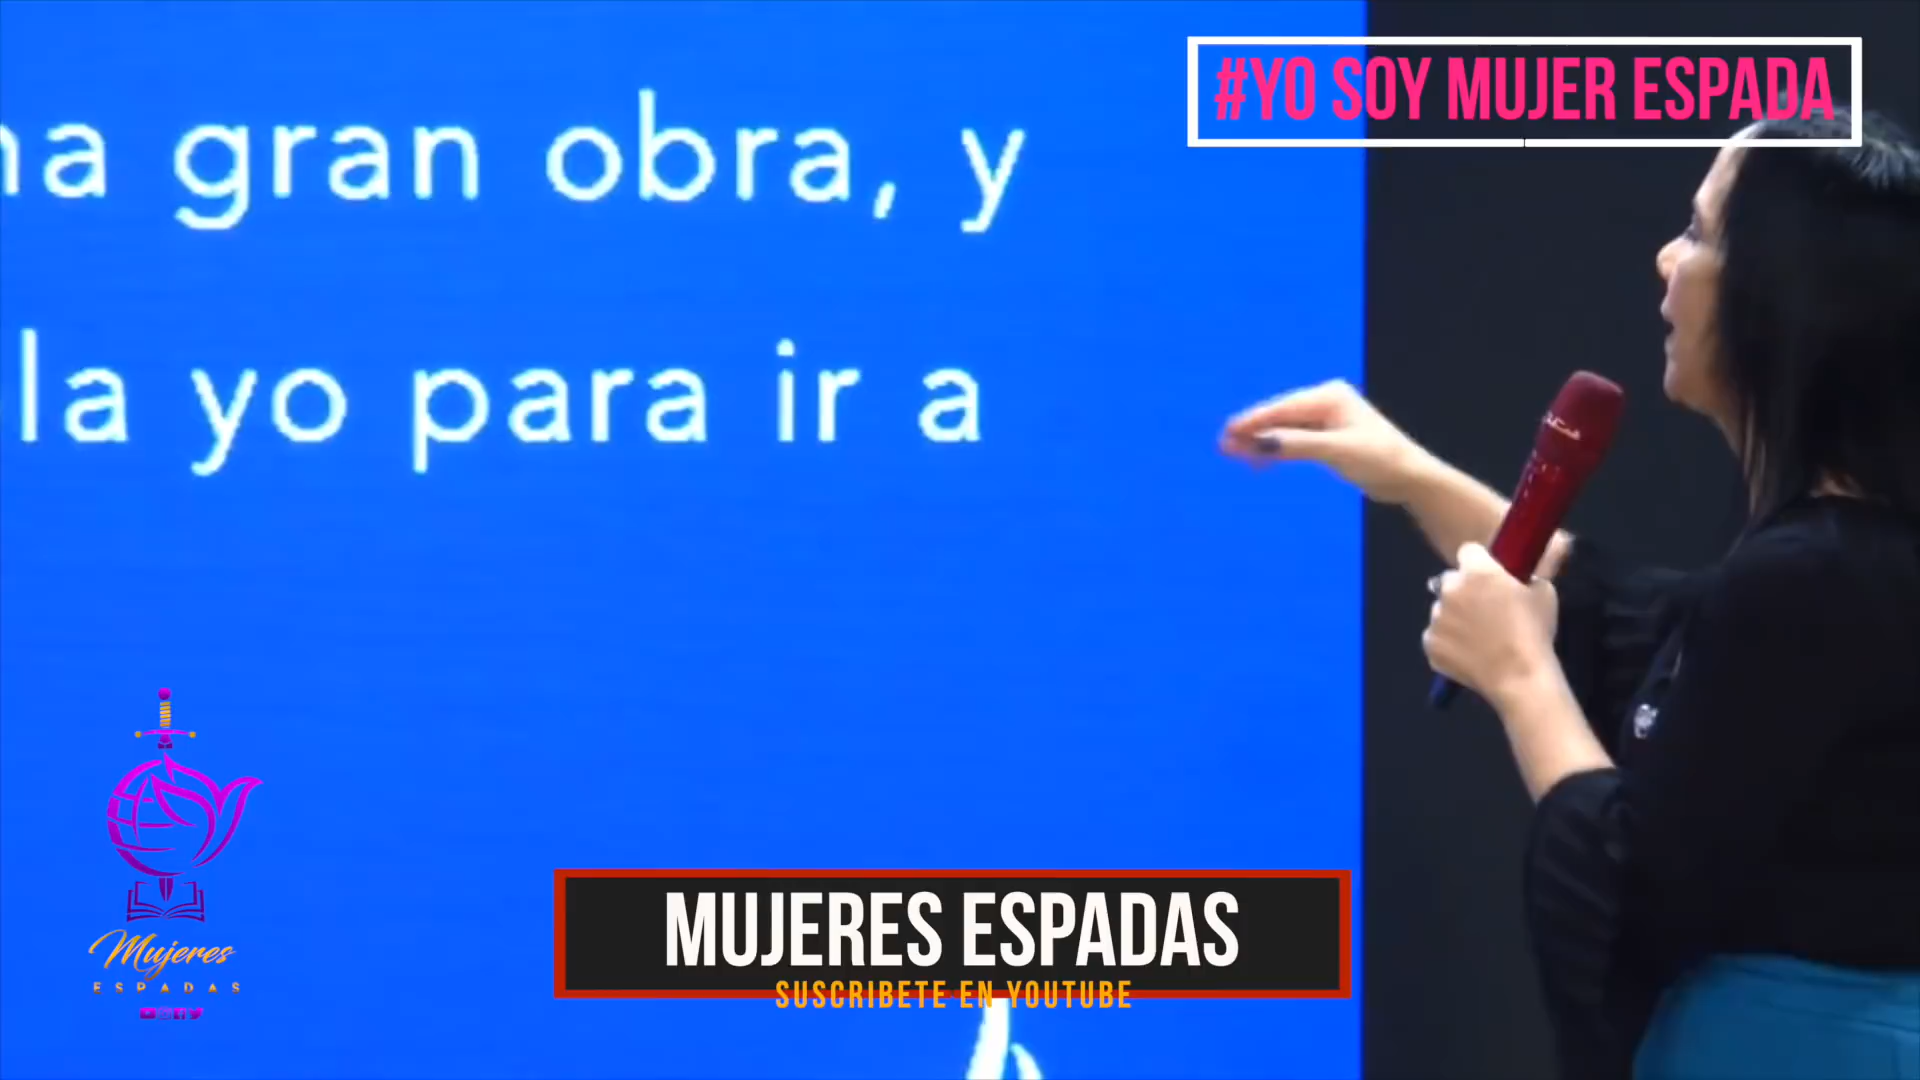 #YO SOY MUJER ESPADA
na gran obra, y
la yo para ir a
MUJERES ESPADAS
SUSCRIBETE EN YOUTUBE
Mujeres
ESPADAS